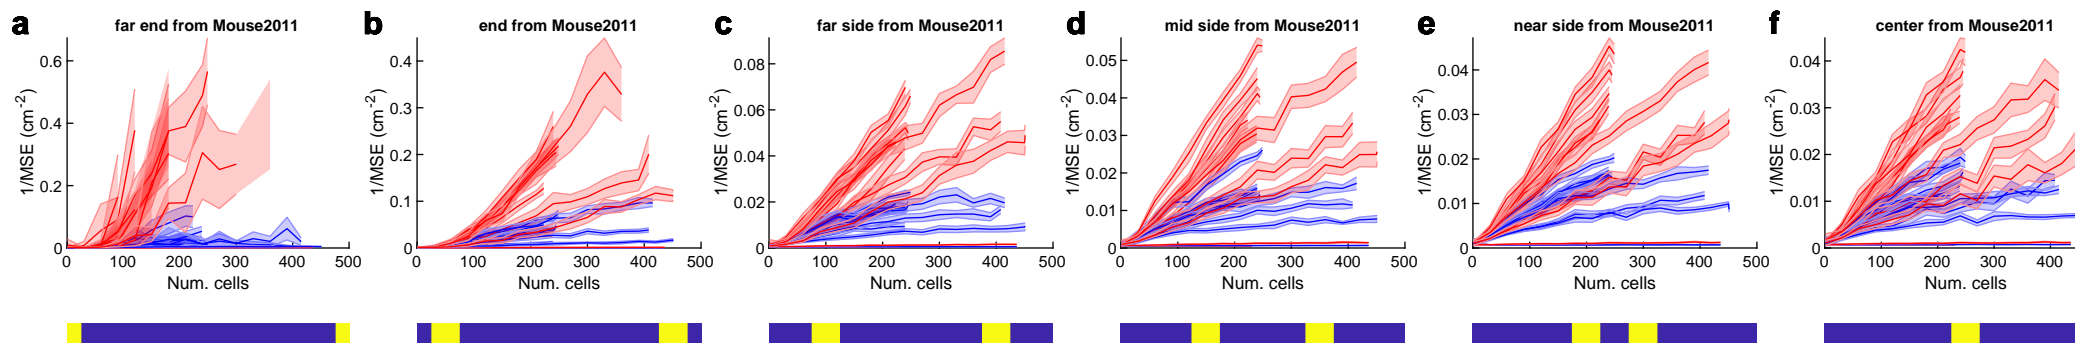 a far end from Mouse2011
1/MSE (cm⁻²)
0.6
0.4
0.2
0
0 100 200 300 400 500
Num. cells
b end from Mouse2011
1/MSE (cm⁻²)
0.4
0.3
0.2
0.1
0
0 100 200 300 400 500
Num. cells
c far side from Mouse2011
1/MSE (cm⁻²)
0.08
0.06
0.04
0.02
0
0 100 200 300 400 500
Num. cells
d mid side from Mouse2011
1/MSE (cm⁻²)
0.05
0.04
0.03
0.02
0.01
0
0 100 200 300 400 500
Num. cells
e near side from Mouse2011
1/MSE (cm⁻²)
0.04
0.03
0.02
0.01
0
0 100 200 300 400 500
Num. cells
f center from Mouse2011
1/MSE (cm⁻²)
0.04
0.03
0.02
0.01
0
0 100 200 300 400
Num. cells